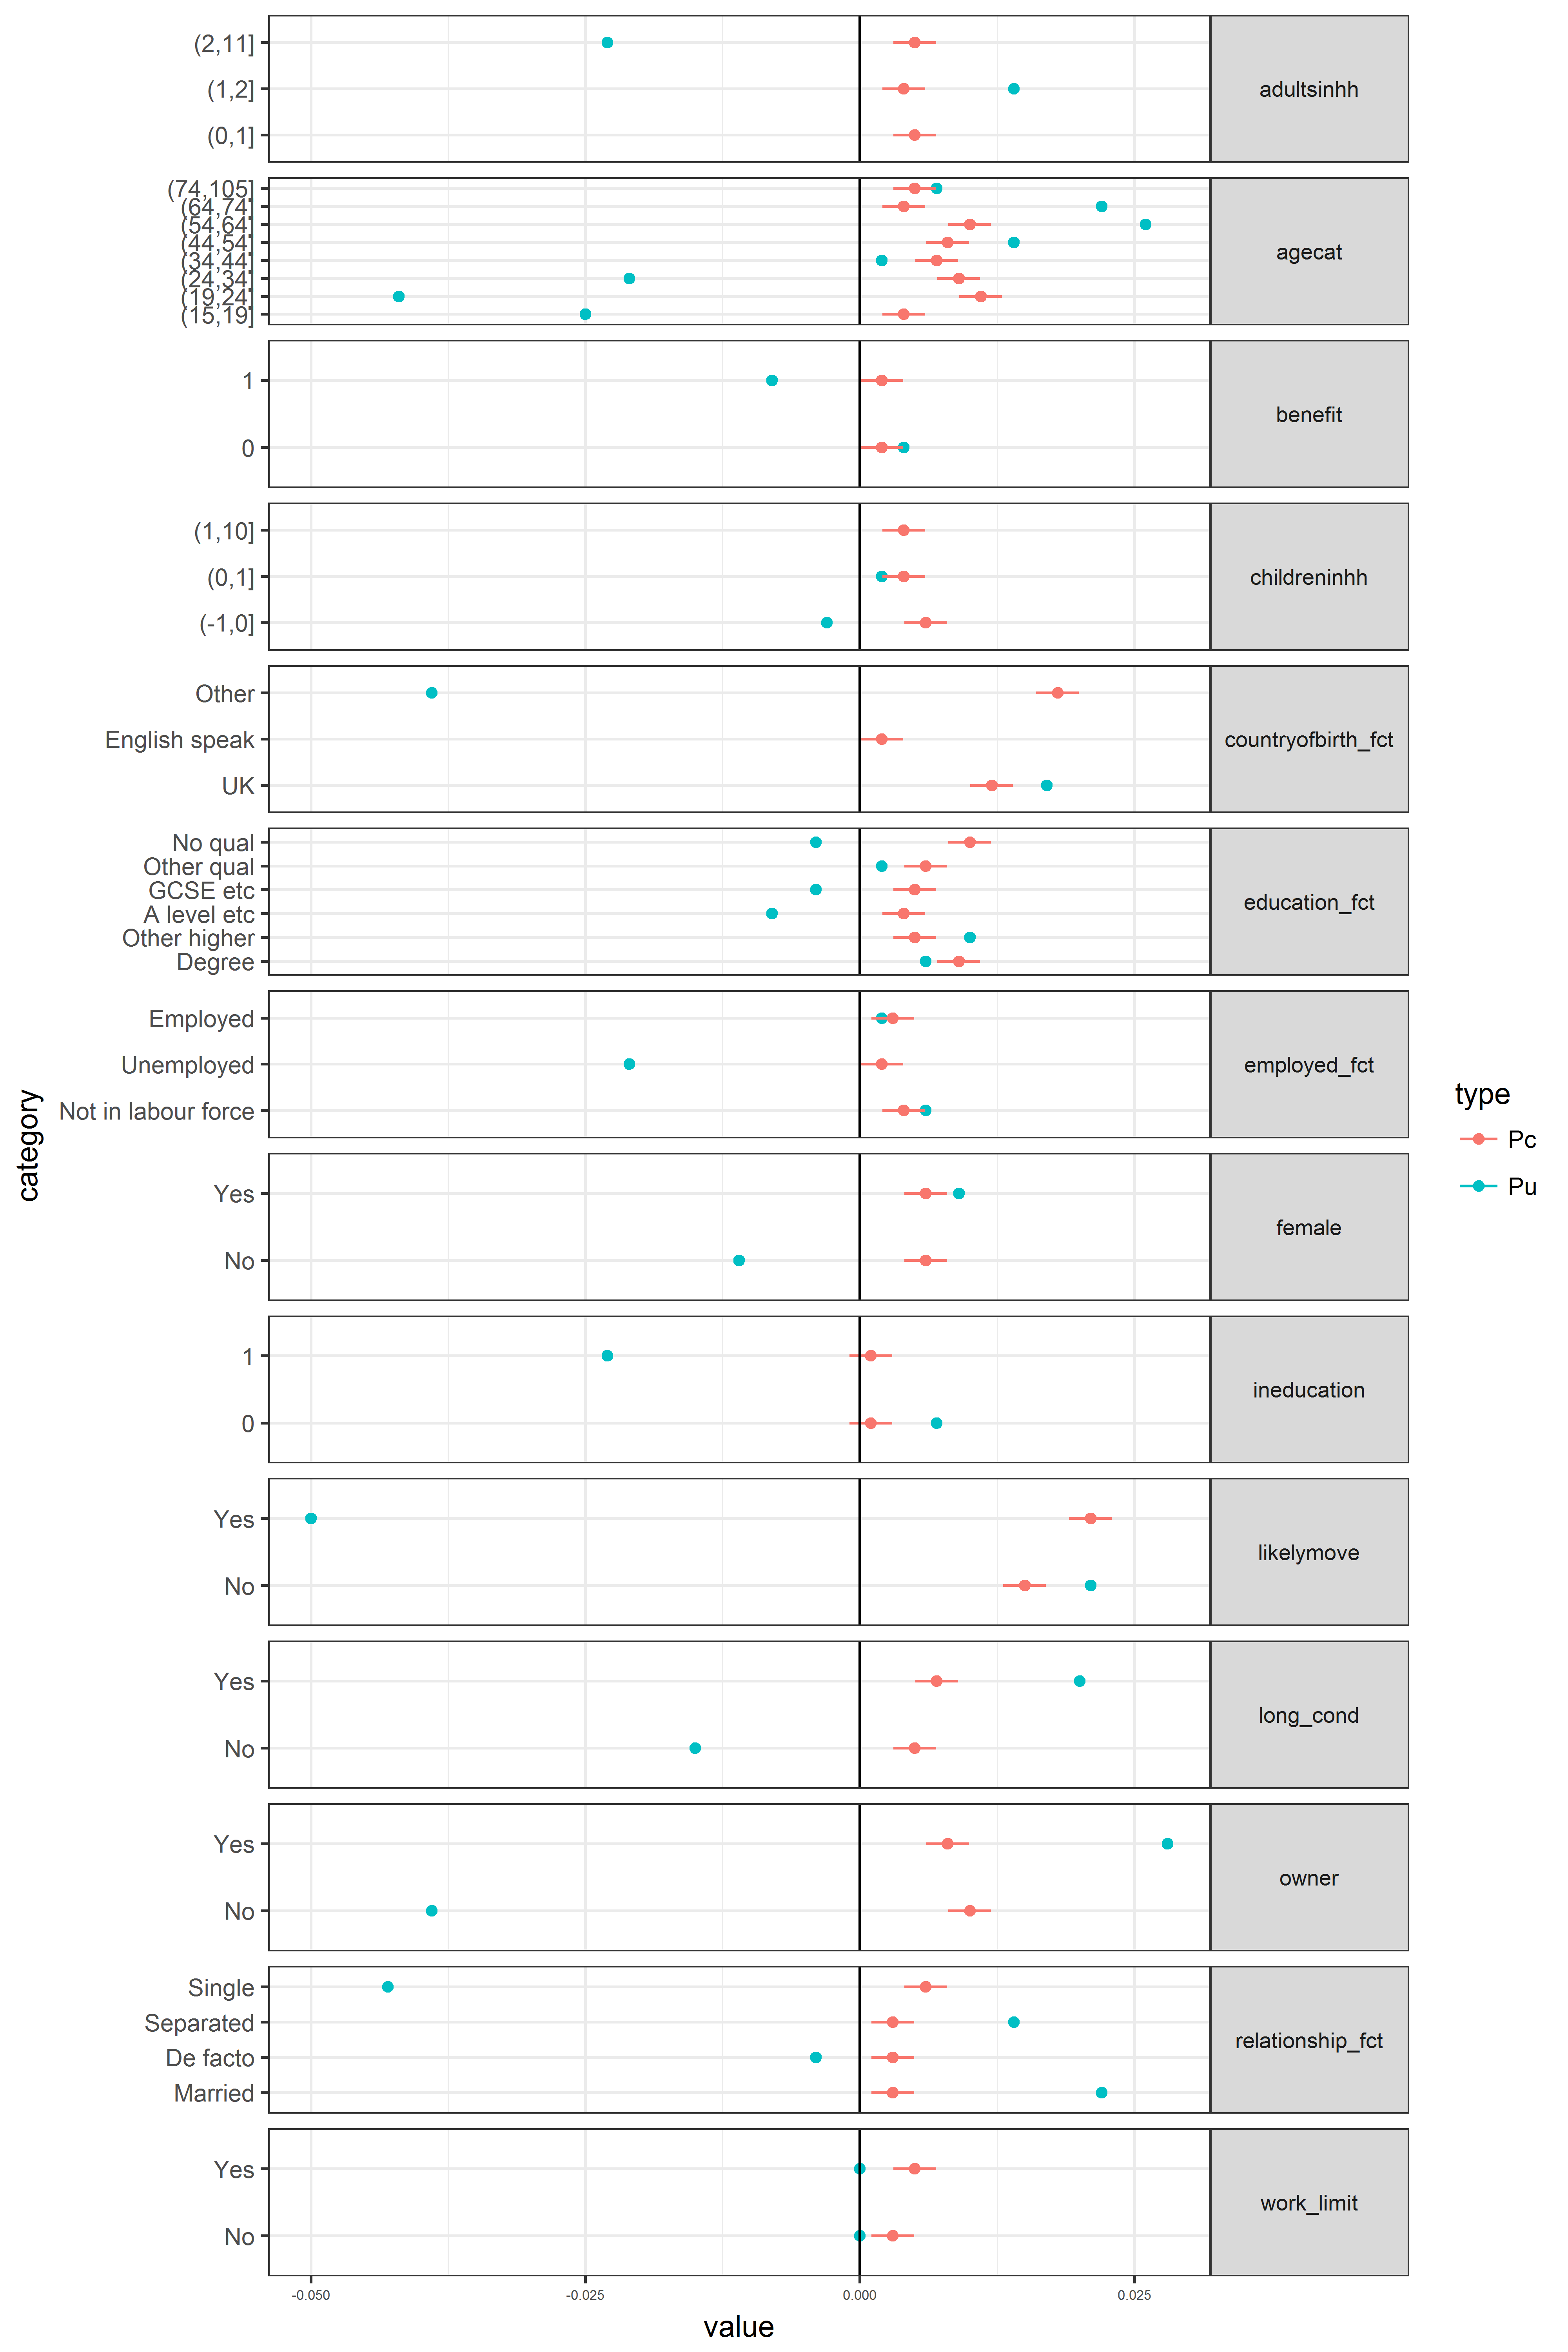 (2,11]
(1,2]
(0,1]
adultsinhh
(74,105]
(64,74]
(54,64]
(44,54]
(34,44]
(24,34]
(19,24]
(15,19]
agecat
1
0
benefit
(1,10]
(0,1]
(-1,0]
childreninhh
Other
English speak
UK
countryofbirth_fct
No qual
Other qual
GCSE etc
A level etc
Other higher
Degree
education_fct
Employed
Unemployed
Not in labour force
employed_fct
Yes
No
female
1
0
ineducation
Yes
No
likelymove
Yes
No
long_cond
Yes
No
owner
Single
Separated
De facto
Married
relationship_fct
Yes
No
work_limit
-0.050 -0.025 0.000 0.025
value
category
type
Pc
Pu